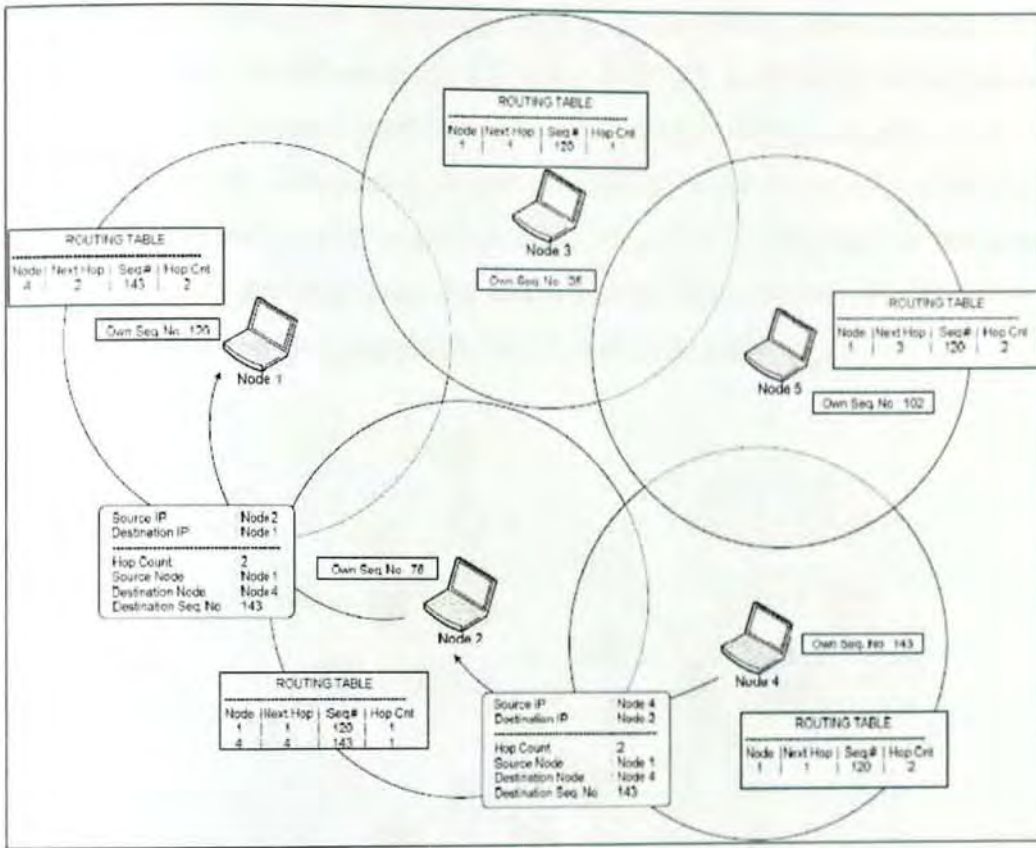 ROUTING TABLE
Node | Next Hop | Seq # | Hop Cnt
1 | 1 | 120 | 1
Node 3
Own Seq. No.
ROUTING TABLE
Node | Next Hop | Seq # | Hop Cnt
4 | 2 | 143 | 2
Own Seq. No. 120
Node 1
ROUTING TABLE
Node | Next Hop | Seq # | Hop Cnt
1 | 3 | 120 | 2
Node 5
Own Seq. No. 102
Source IP Node 2
Destination IP Node 1
Hop Count 2
Source Node Node 1
Destination Node Node 4
Destination Seq. No 143
Own Seq. No.
Node 2
ROUTING TABLE
Node | Next Hop | Seq # | Hop Cnt
1 | 1 | 120 | 1
4 | 4 | 143 | 1
Own Seq. No. 143
Node 4
Source IP Node 4
Destination IP Node
Hop Count 2
Source Node Node 1
Destination Node Node 4
Destination Seq. No 143
ROUTING TABLE
Node | Next Hop | Seq # | Hop Cnt
1 | 1 | 120 | 2